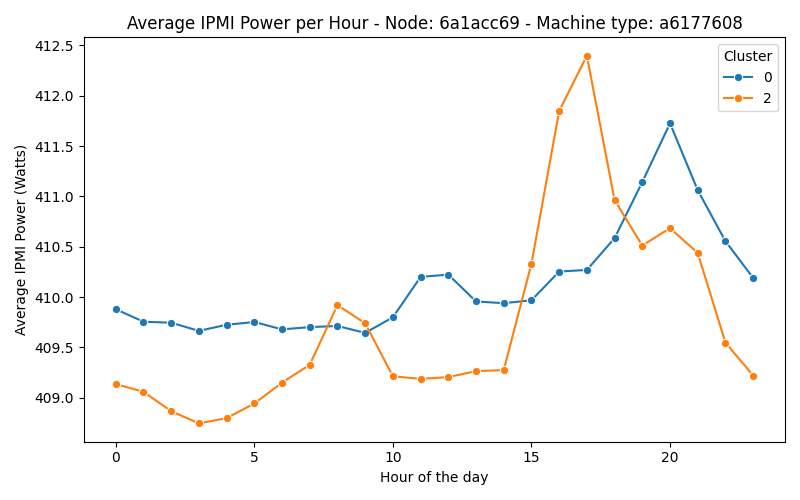 Average IPMI Power per Hour - Node: 6a1acc69 - Machine type: a6177608
Cluster
0
2
Average IPMI Power (Watts)
412.5
412.0
411.5
411.0
410.5
410.0
409.5
409.0
0 5 10 15 20
Hour of the day